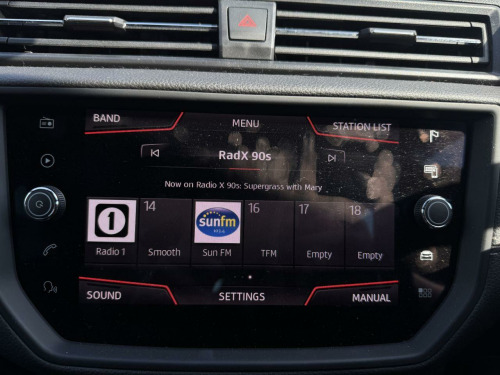 BAND
MENU
STATION LIST
RadX 90s
Now on Radio X 90s: Supergrass with Mary
14
16
17
18
1
sunfm
Radio 1
Smooth
Sun FM
TFM
Empty
Empty
SOUND
SETTINGS
MANUAL